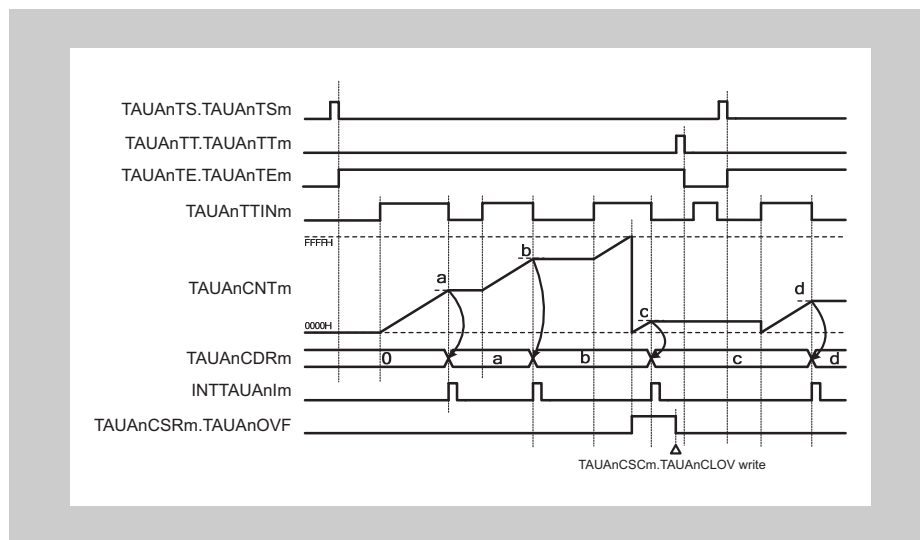 TAUAnTS.TAUAnTSm
TAUAnTT.TAUAnTTm
TAUAnTE.TAUAnTEm
TAUAnTTINm
FFFFH
a
b
c
d
TAUAnCNTm
0000H
TAUAnCDRm
0
a
b
c
d
INTTAUAnIm
TAUAnCSRm.TAUAnOVF
TAUAnCSCm.TAUAnCLOV write